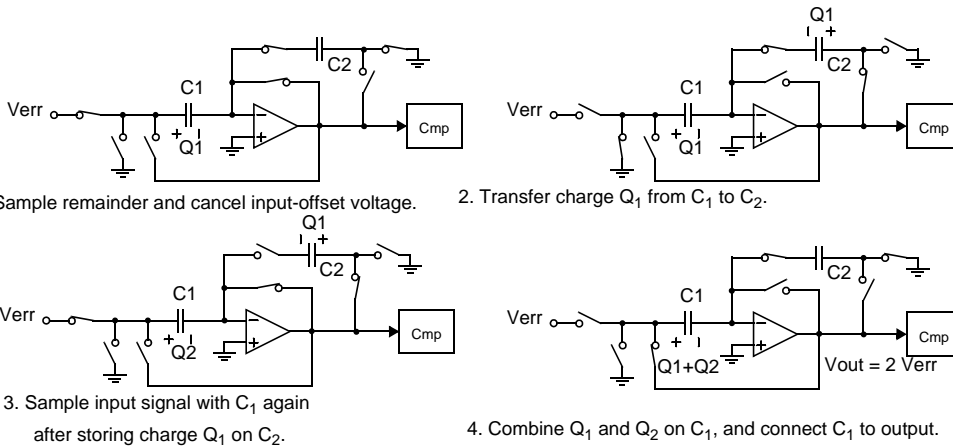 C2
C1
Verr
+ -
Q1
-
+
Cmp
Sample remainder and cancel input-offset voltage.
Q1
- +
C2
C1
Verr
+ -
Q1
-
+
Cmp
2. Transfer charge Q1 from C1 to C2.
Q1
- +
C2
C1
Verr
+ -
Q2
-
+
Cmp
3. Sample input signal with C1 again
after storing charge Q1 on C2.
C2
C1
Verr
+ -
Q1+Q2
-
+
Cmp
Vout = 2 Verr
4. Combine Q1 and Q2 on C1, and connect C1 to output.